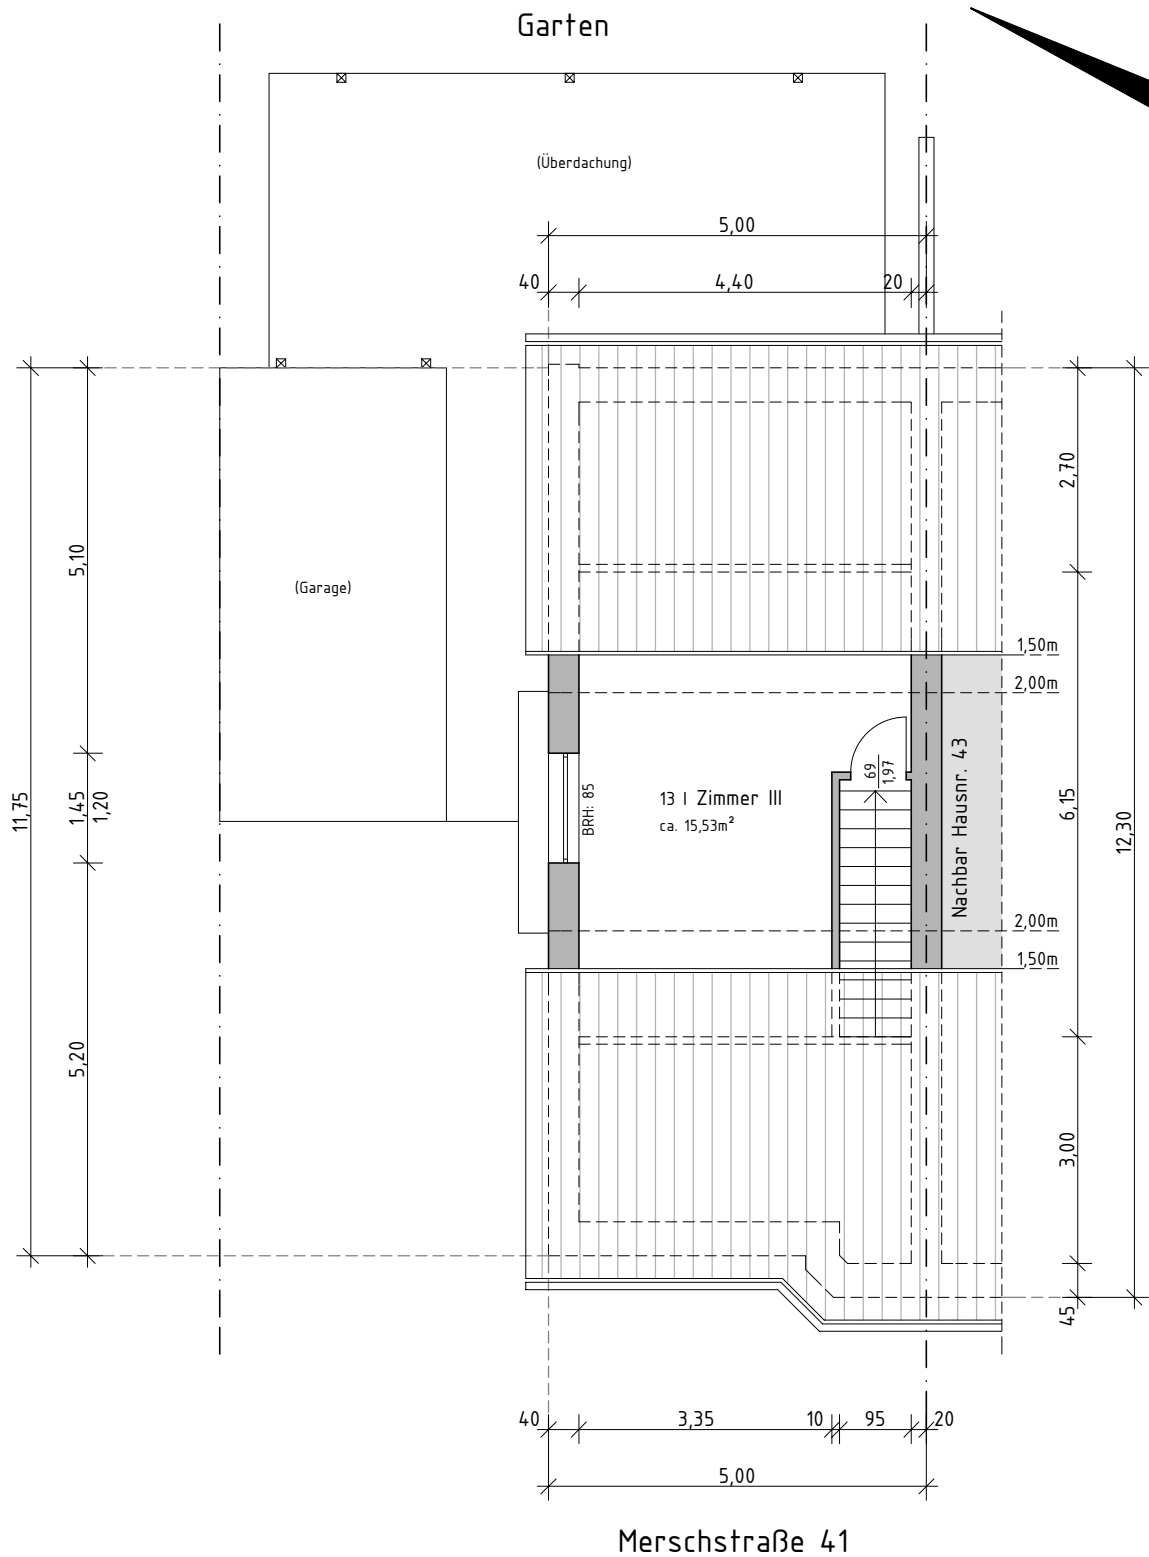 Garten
(Überdachung)
5,00
40
4,40
20
2,70
5,10
(Garage)
1,50m
2,00m
Nachbar Hausnr. 43
69
1,97
11,75
1,45
1,20
BRH: 85
13 | Zimmer III
ca. 15,53m²
6,15
12,30
2,00m
1,50m
5,20
3,00
45
40
3,35
10
95
20
5,00
Merschstraße 41